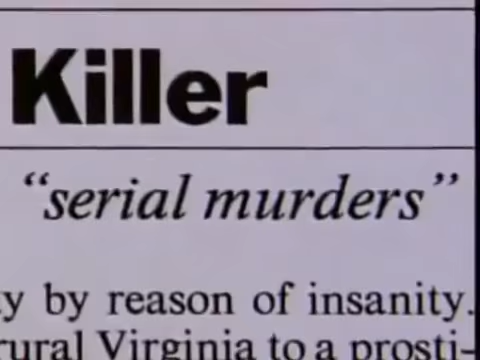 Killer
"serial murders"
y by reason of insanity.
rural Virginia to a prosti-